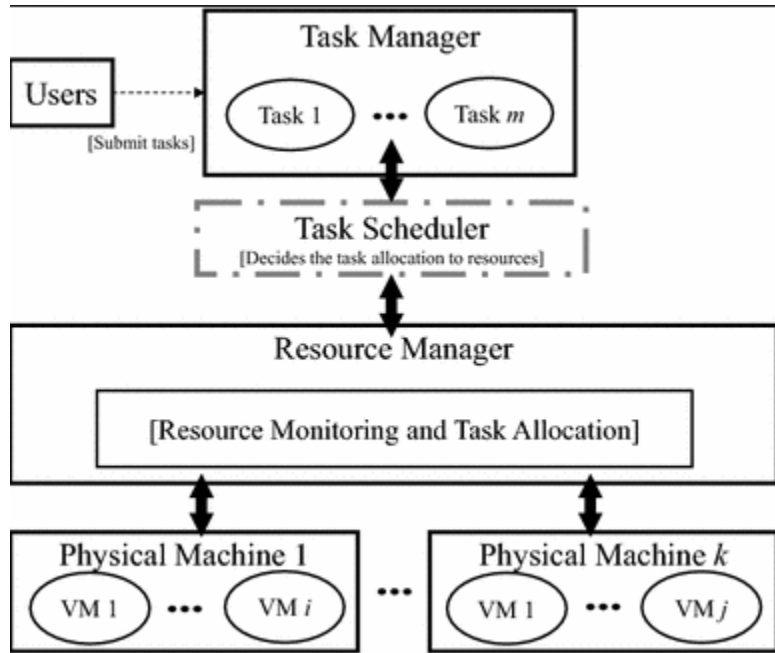 Task Manager
Users
Task 1 ... Task m
[Submit tasks]
Task Scheduler
[Decides the task allocation to resources]
Resource Manager
[Resource Monitoring and Task Allocation]
Physical Machine 1
VM 1 ... VM i
...
Physical Machine k
VM 1 ... VM j